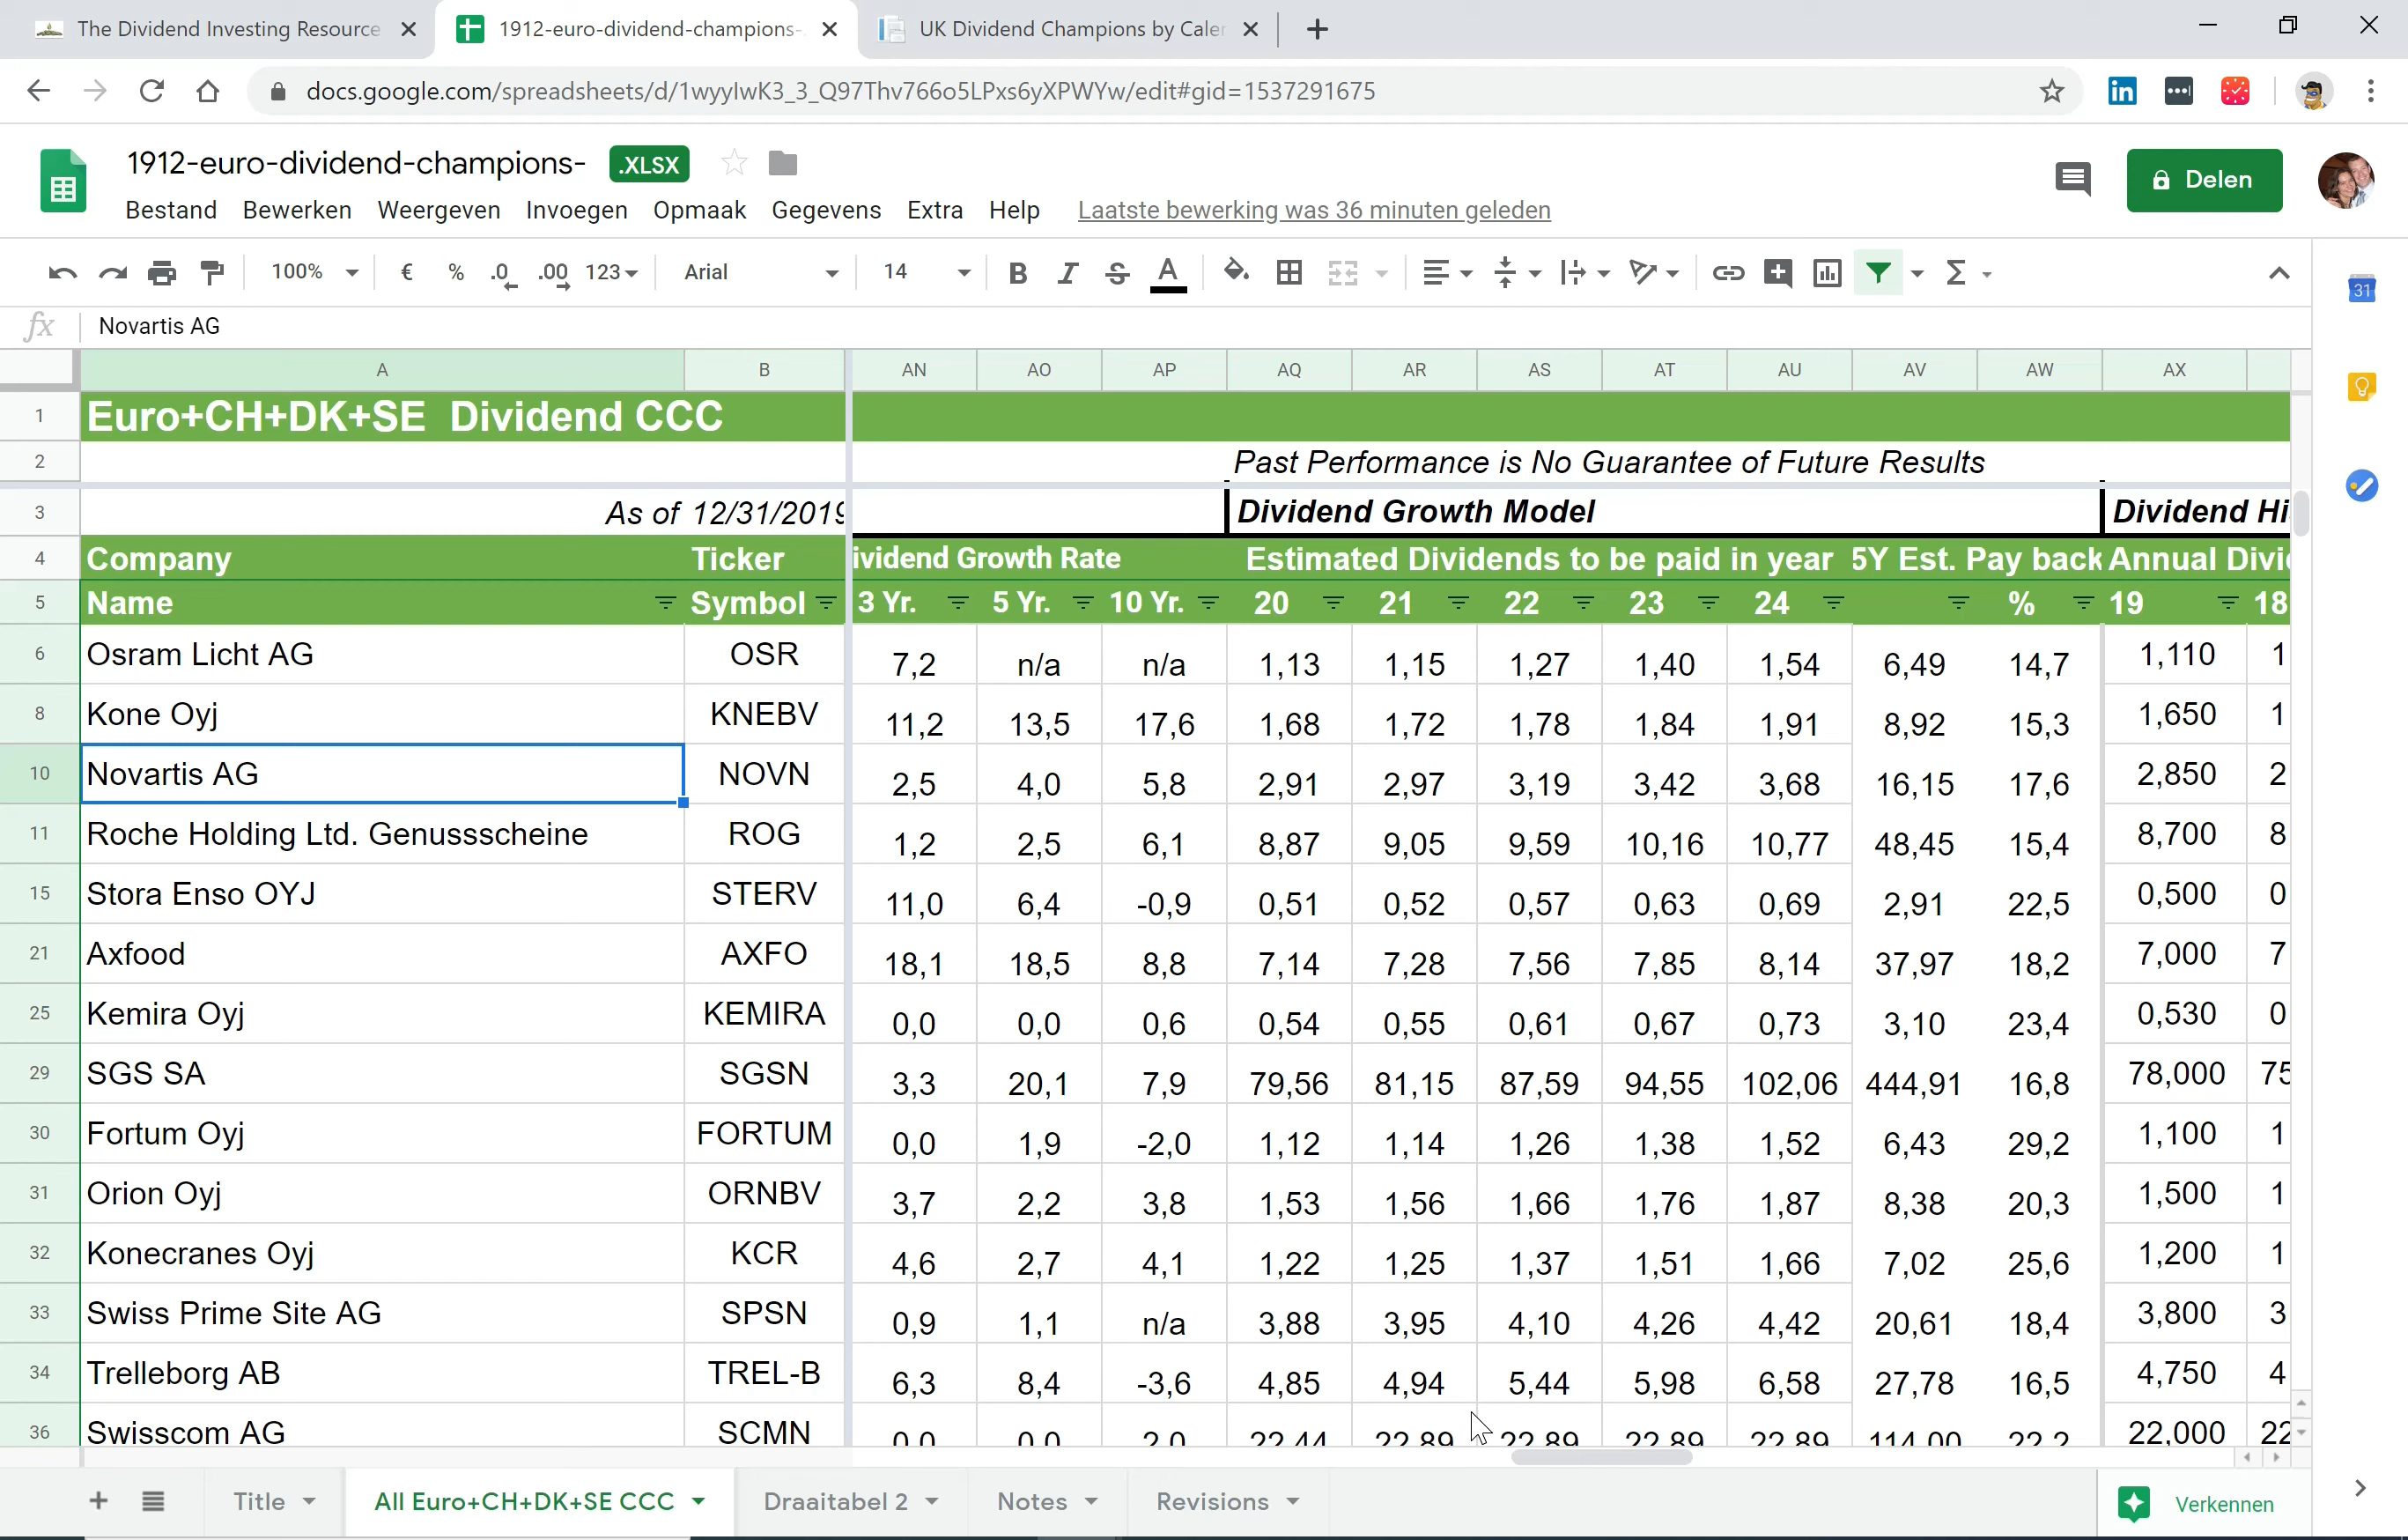 The Dividend Investing Resource
1912-euro-dividend-champions-
UK Dividend Champions by Caler
docs.google.com/spreadsheets/d/1wyyIwK3_3_Q97Thv766o5LPxs6yXPWYw/edit#gid=1537291675
1912-euro-dividend-champions- .XLSX
Bestand Bewerken Weergeven Invoegen Opmaak Gegevens Extra Help Laatste bewerking was 36 minuten geleden
Delen
100% € % .0 .00 123 Arial 14 B I S A
31
fx Novartis AG
A B AN AO AP AQ AR AS AT AU AV AW AX
1 Euro+CH+DK+SE Dividend CCC
2 Past Performance is No Guarantee of Future Results
3 As of 12/31/2019 Dividend Growth Model Dividend Hi
4 Company Ticker ividend Growth Rate Estimated Dividends to be paid in year 5Y Est. Pay back Annual Divi
5 Name Symbol 3 Yr. 5 Yr. 10 Yr. 20 21 22 23 24 % 19 18
6 Osram Licht AG OSR 7,2 n/a n/a 1,13 1,15 1,27 1,40 1,54 6,49 14,7 1,110 1
8 Kone Oyj KNEBV 11,2 13,5 17,6 1,68 1,72 1,78 1,84 1,91 8,92 15,3 1,650 1
10 Novartis AG NOVN 2,5 4,0 5,8 2,91 2,97 3,19 3,42 3,68 16,15 17,6 2,850 2
11 Roche Holding Ltd. Genussscheine ROG 1,2 2,5 6,1 8,87 9,05 9,59 10,16 10,77 48,45 15,4 8,700 8
15 Stora Enso OYJ STERV 11,0 6,4 -0,9 0,51 0,52 0,57 0,63 0,69 2,91 22,5 0,500 0
21 Axfood AXFO 18,1 18,5 8,8 7,14 7,28 7,56 7,85 8,14 37,97 18,2 7,000 7
25 Kemira Oyj KEMIRA 0,0 0,0 0,6 0,54 0,55 0,61 0,67 0,73 3,10 23,4 0,530 0
29 SGS SA SGSN 3,3 20,1 7,9 79,56 81,15 87,59 94,55 102,06 444,91 16,8 78,000 75
30 Fortum Oyj FORTUM 0,0 1,9 -2,0 1,12 1,14 1,26 1,38 1,52 6,43 29,2 1,100 1
31 Orion Oyj ORNBV 3,7 2,2 3,8 1,53 1,56 1,66 1,76 1,87 8,38 20,3 1,500 1
32 Konecranes Oyj KCR 4,6 2,7 4,1 1,22 1,25 1,37 1,51 1,66 7,02 25,6 1,200 1
33 Swiss Prime Site AG SPSN 0,9 1,1 n/a 3,88 3,95 4,10 4,26 4,42 20,61 18,4 3,800 3
34 Trelleborg AB TREL-B 6,3 8,4 -3,6 4,85 4,94 5,44 5,98 6,58 27,78 16,5 4,750 4
36 Swisscom AG SCMN 0,0 0,0 2,0 22,44 22,89 22,89 22,89 22,89 114,00 22,2 22,000 22
Title All Euro+CH+DK+SE CCC Draaitabel 2 Notes Revisions Verkennen